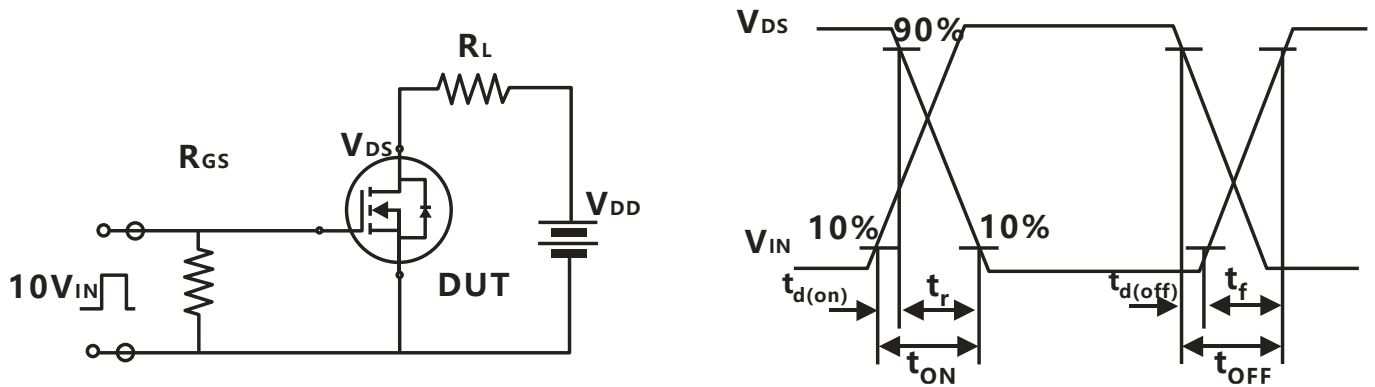 RL
VDS
RGS
VDD
10VIN
DUT
VDS
90%
VIN
10%
10%
td(on)
tr
td(off)
tf
tON
tOFF